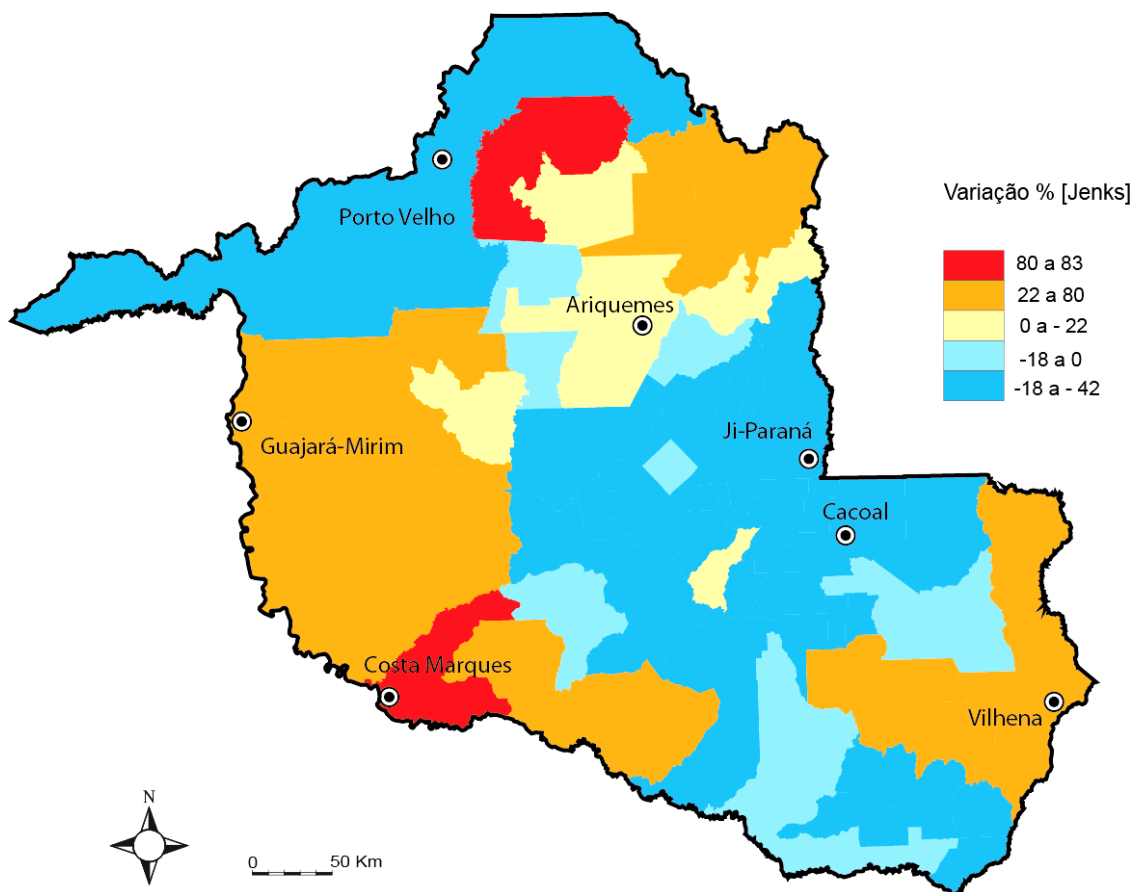 Porto Velho
Variação % [Jenks]
80 a 83
22 a 80
0 a - 22
-18 a 0
-18 a - 42
Ariquemes
Guajará-Mirim
Ji-Paraná
Cacoal
Costa Marques
Vilhena
N
0 50 Km